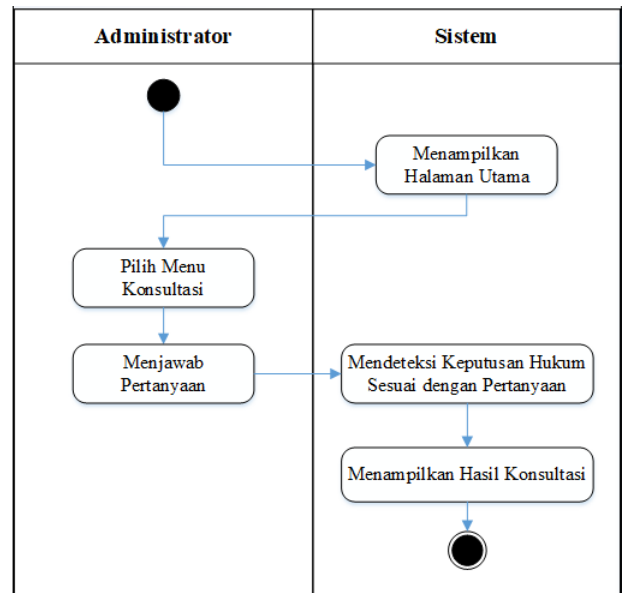 Administrator
Sistem
Menampilkan
Halaman Utama
Pilih Menu
Konsultasi
Menjawab
Pertanyaan
Mendeteksi Keputusan Hukum
Sesuai dengan Pertanyaan
Menampilkan Hasil Konsultasi